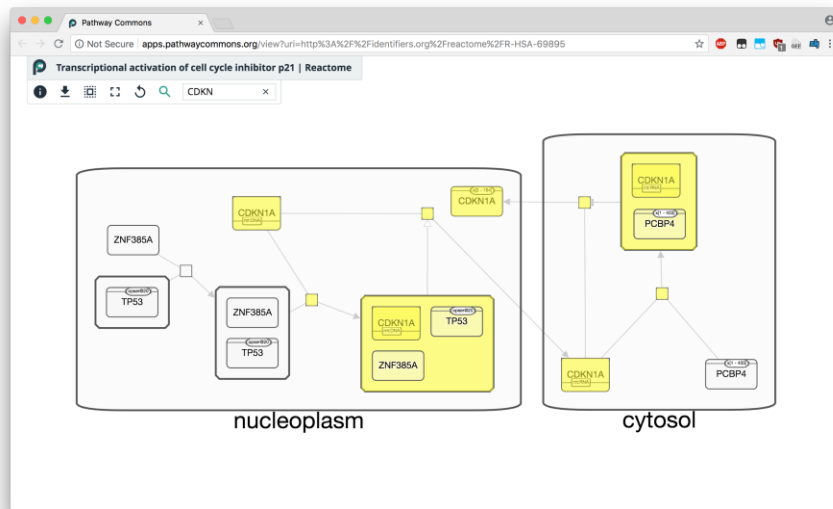 Pathway Commons
Not Secure | apps.pathwaycommons.org/view?uri=http%3A%2F%2Fidentifiers.org%2Freactome%2FR-HSA-69895
Transcriptional activation of cell cycle inhibitor p21 | Reactome
CDKN
ZNF385A
TP53
CDKN1A
ZNF385A
TP53
CDKN1A
TP53
ZNF385A
CDKN1A
nucleoplasm
CDKN1A
PCBP4
CDKN1A
PCBP4
cytosol